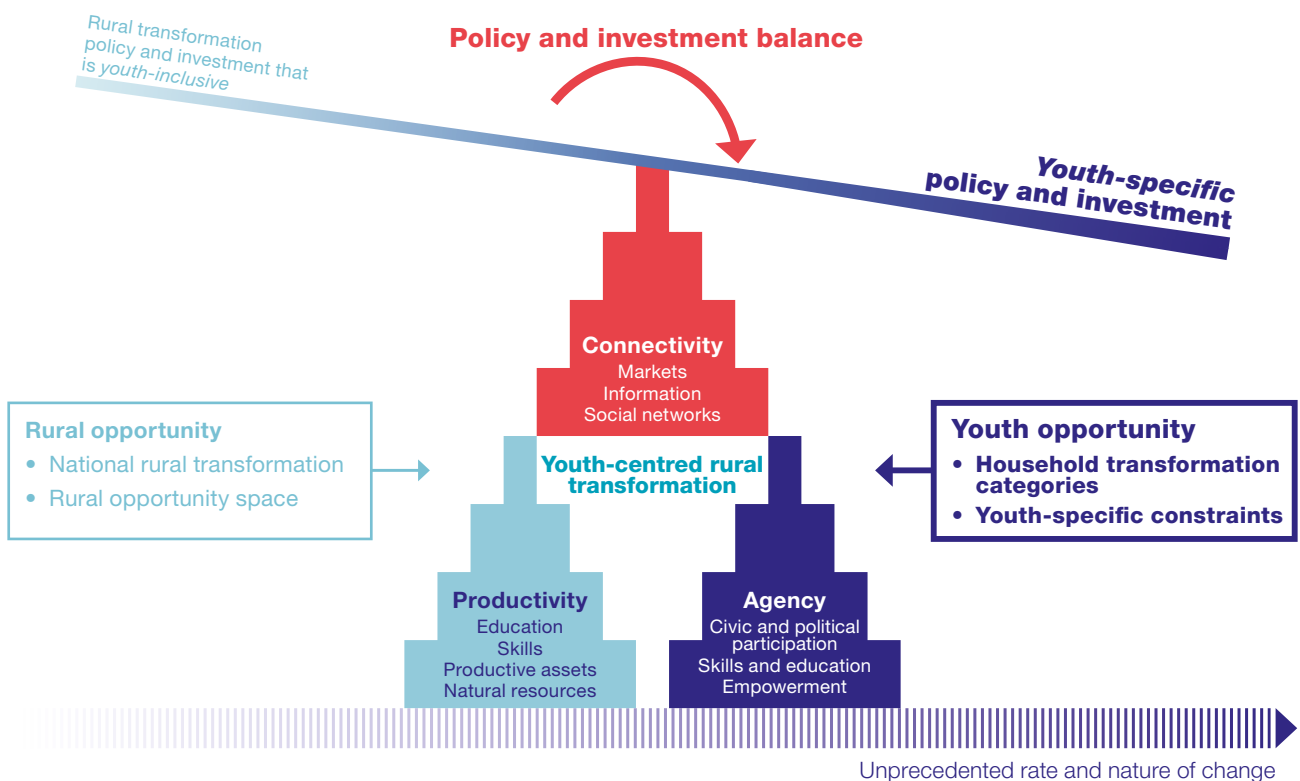 Rural transformation
policy and investment that
is youth-inclusive
Policy and investment balance
Youth-specific
policy and investment
Connectivity
Markets
Information
Social networks
Rural opportunity
• National rural transformation
• Rural opportunity space
Youth-centred rural
transformation
Youth opportunity
• Household transformation
categories
• Youth-specific constraints
Productivity
Education
Skills
Productive assets
Natural resources
Agency
Civic and political
participation
Skills and education
Empowerment
Unprecedented rate and nature of change